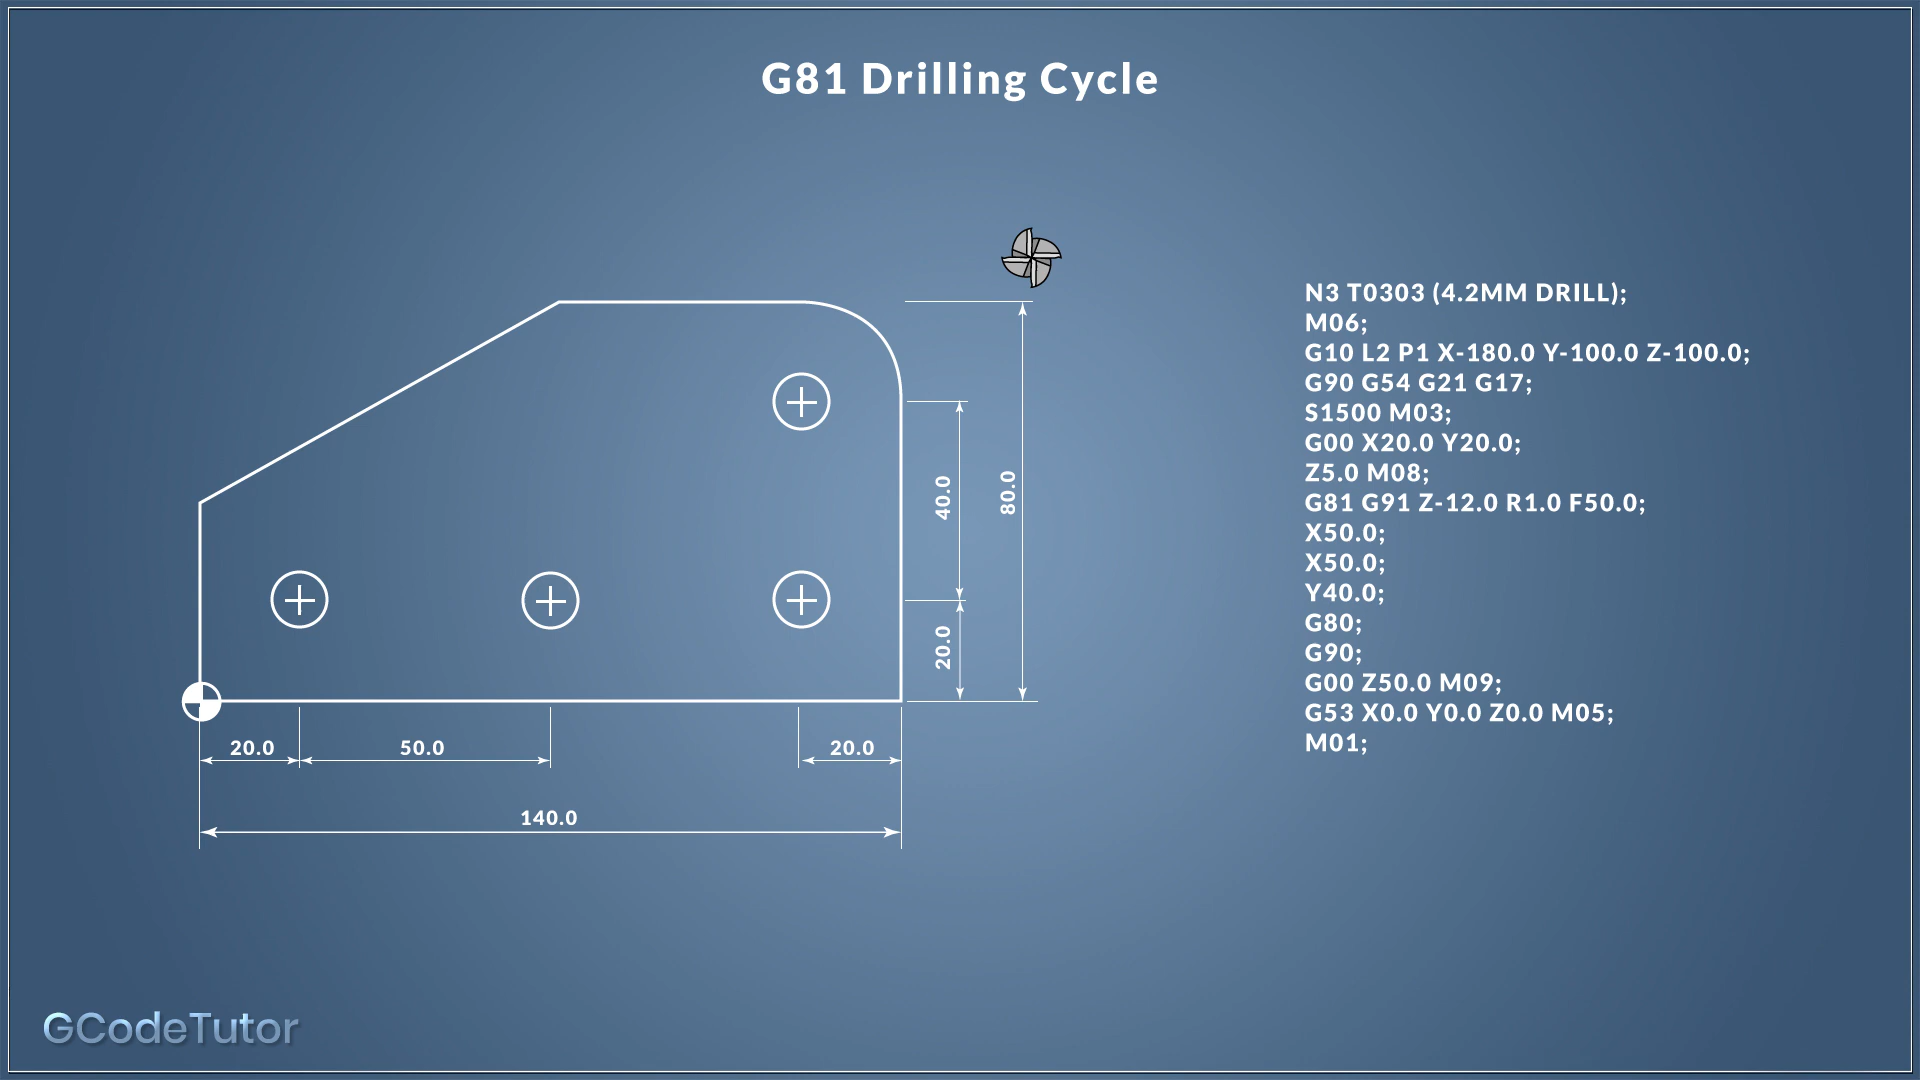 G81 Drilling Cycle
N3 T0303 (4.2MM DRILL);
M06;
G10 L2 P1 X-180.0 Y-100.0 Z-100.0;
G90 G54 G21 G17;
S1500 M03;
G00 X20.0 Y20.0;
Z5.0 M08;
G81 G91 Z-12.0 R1.0 F50.0;
X50.0;
X50.0;
Y40.0;
G80;
G90;
G00 Z50.0 M09;
G53 X0.0 Y0.0 Z0.0 M05;
M01;
40.0
80.0
20.0
20.0
50.0
20.0
140.0
GCodeTutor